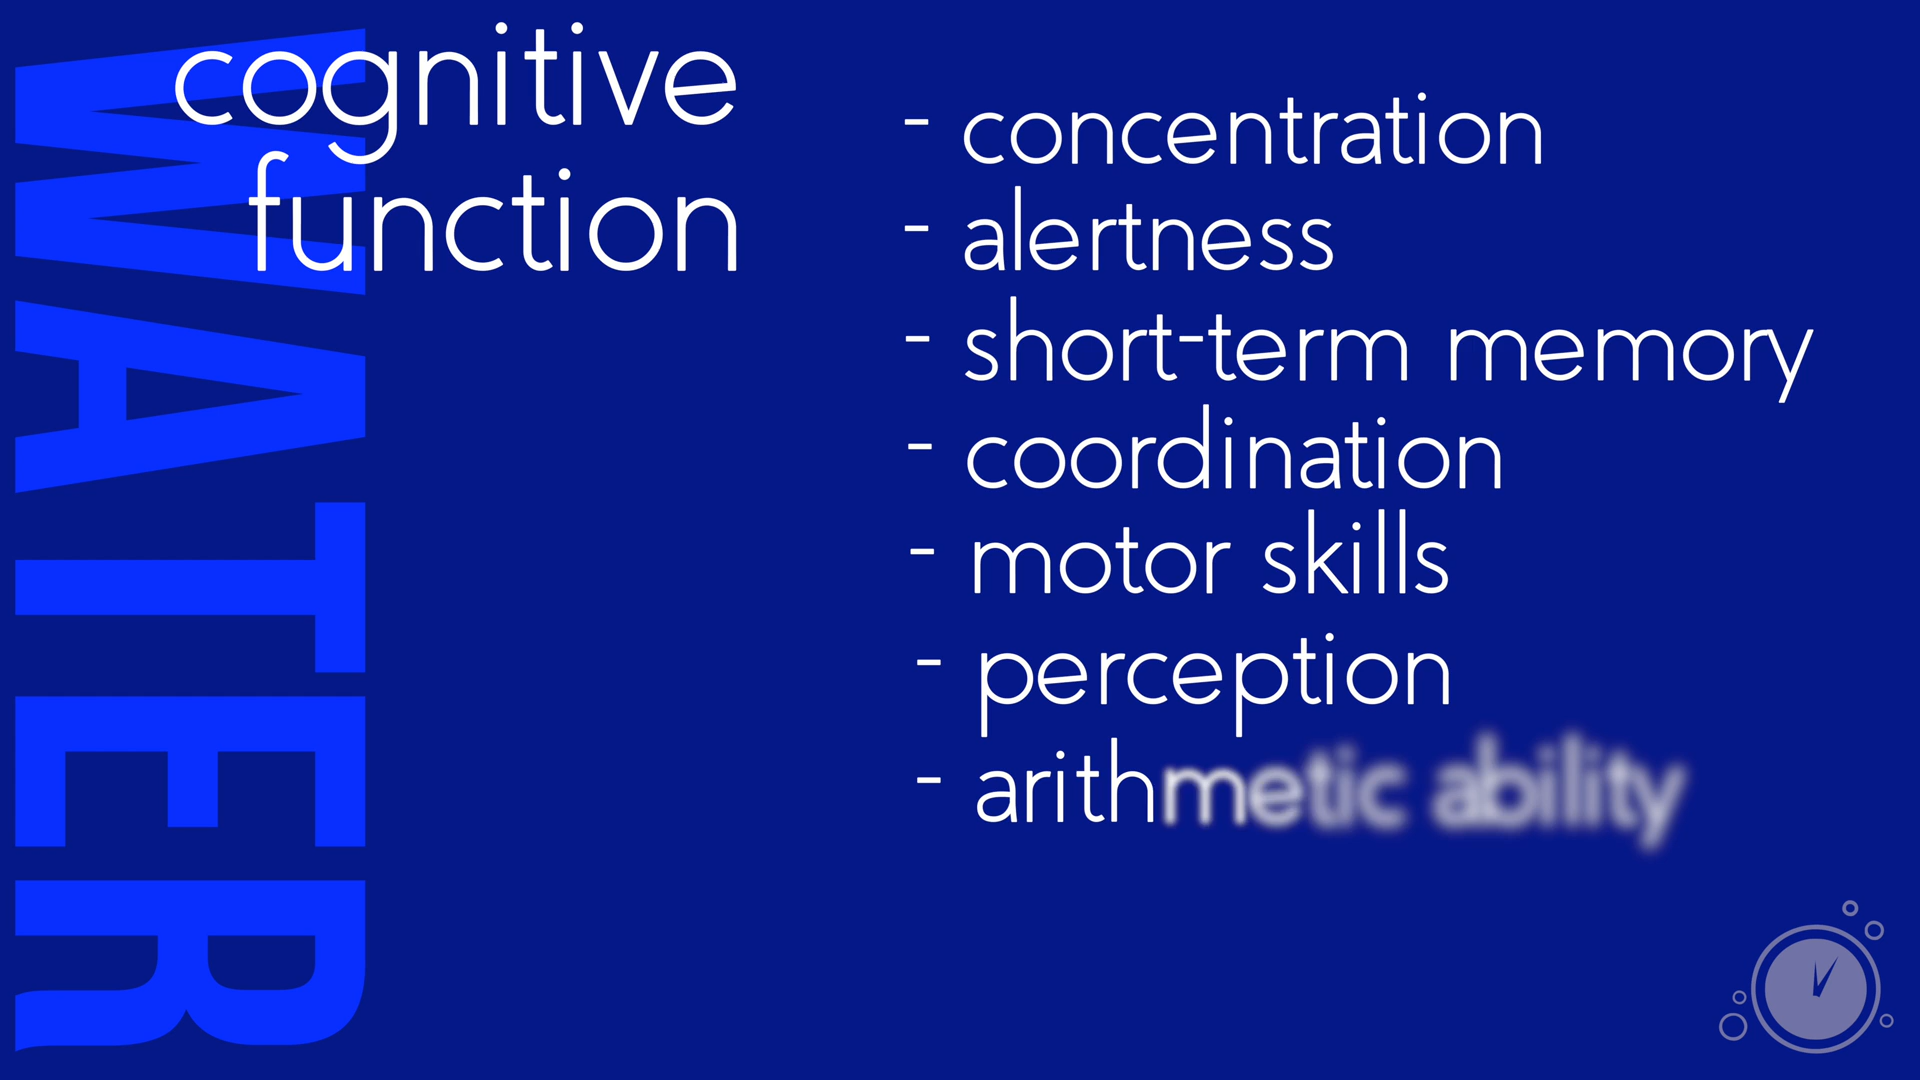 WATER
cognitive
function
- concentration
- alertness
- short-term memory
- coordination
- motor skills
- perception
- arithmetic ability